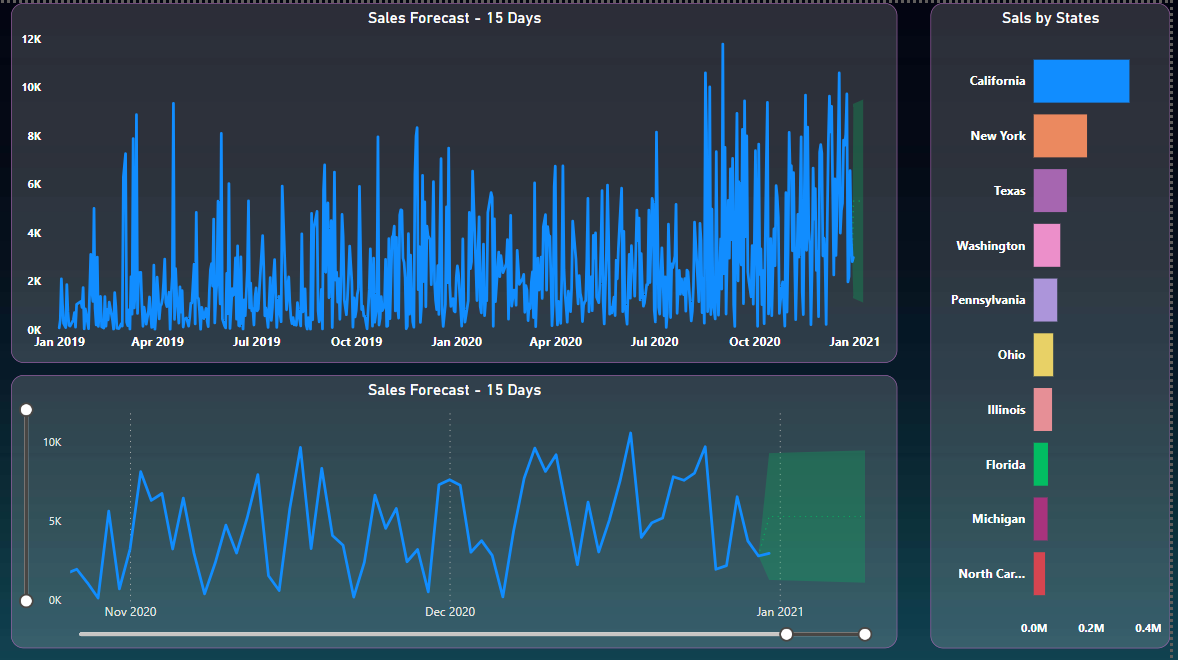 Sales Forecast - 15 Days
12K
10K
8K
6K
4K
2K
0K
Jan 2019 Apr 2019 Jul 2019 Oct 2019 Jan 2020 Apr 2020 Jul 2020 Oct 2020 Jan 2021
Sales Forecast - 15 Days
10K
5K
0K
Nov 2020 Dec 2020 Jan 2021
Sals by States
California
New York
Texas
Washington
Pennsylvania
Ohio
Illinois
Florida
Michigan
North Car...
0.0M 0.2M 0.4M